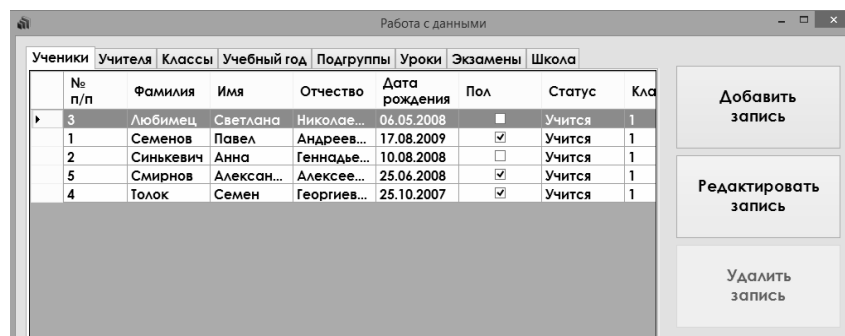 Работа с данными
Ученики Учителя Классы Учебный год Подгруппы Уроки Экзамены Школа
№ п/п Фамилия Имя Отчество Дата рождения Пол Статус Кла
3 Любимец Светлана Николае... 06.05.2008 Учится 1
1 Семенов Павел Андреев... 17.08.2009 Учится 1
2 Синькевич Анна Геннадье... 10.08.2008 Учится 1
5 Смирнов Алексан... Алексее... 25.06.2008 Учится 1
4 Толок Семен Георгиев... 25.10.2007 Учится 1
Добавить
запись
Редактировать
запись
Удалить
запись